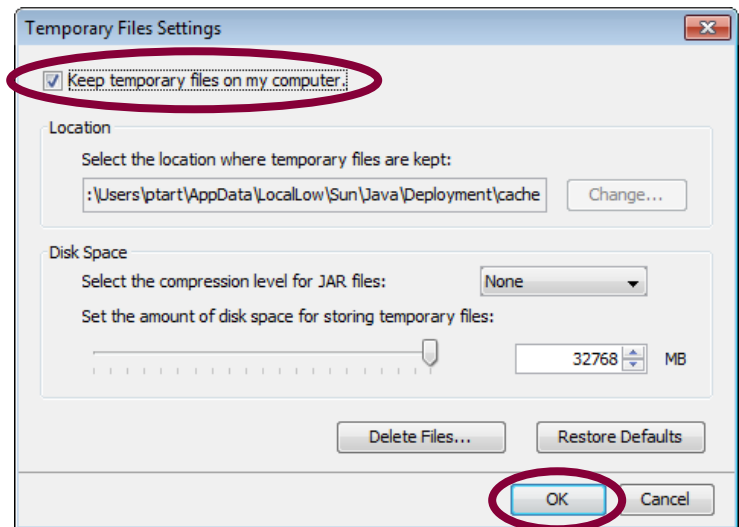 Temporary Files Settings
Keep temporary files on my computer.
Location
Select the location where temporary files are kept:
:\Users\ptart\AppData\LocalLow\Sun\Java\Deployment\cache
Change...
Disk Space
Select the compression level for JAR files:
None
Set the amount of disk space for storing temporary files:
32768
MB
Delete Files...
Restore Defaults
OK
Cancel